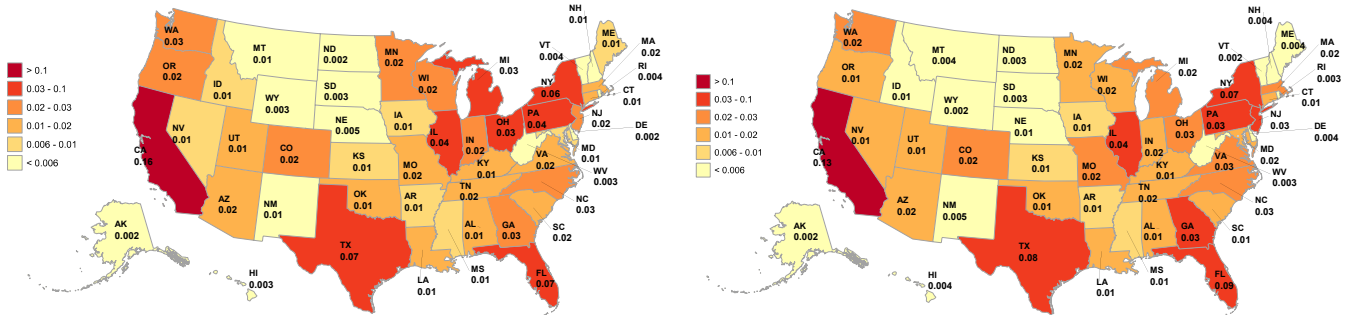 > 0.1
0.03 - 0.1
0.02 - 0.03
0.01 - 0.02
0.006 - 0.01
< 0.006
WA
0.03
OR
0.02
CA
0.16
ID
0.01
NV
0.01
MT
0.01
WY
0.003
UT
0.01
AZ
0.02
CO
0.02
NM
0.01
ND
0.002
SD
0.003
NE
0.005
KS
0.01
OK
0.01
TX
0.07
MN
0.02
IA
0.01
MO
0.02
AR
0.01
LA
0.01
WI
0.02
IL
0.04
MI
0.03
IN
0.02
OH
0.03
KY
0.01
TN
0.02
MS
0.01
AL
0.01
GA
0.03
FL
0.07
SC
0.02
NC
0.03
VA
0.02
WV
0.003
MD
0.01
DE
0.002
NJ
0.02
PA
0.04
NY
0.06
CT
0.01
RI
0.004
MA
0.02
VT
0.004
NH
0.01
ME
0.01
AK
0.002
HI
0.003
> 0.1
0.03 - 0.1
0.02 - 0.03
0.01 - 0.02
0.006 - 0.01
< 0.006
WA
0.02
OR
0.01
CA
0.13
ID
0.01
NV
0.01
MT
0.004
WY
0.002
UT
0.01
AZ
0.02
CO
0.02
NM
0.005
ND
0.003
SD
0.003
NE
0.01
KS
0.01
OK
0.01
TX
0.08
MN
0.02
IA
0.01
MO
0.02
AR
0.01
LA
0.01
WI
0.02
IL
0.04
MI
0.02
IN
0.02
OH
0.03
KY
0.01
TN
0.02
MS
0.01
AL
0.01
GA
0.03
FL
0.09
SC
0.01
NC
0.03
VA
0.03
WV
0.003
MD
0.02
DE
0.004
NJ
0.03
PA
0.03
NY
0.07
CT
0.01
RI
0.003
MA
0.02
VT
0.002
NH
0.004
ME
0.004
AK
0.002
HI
0.004